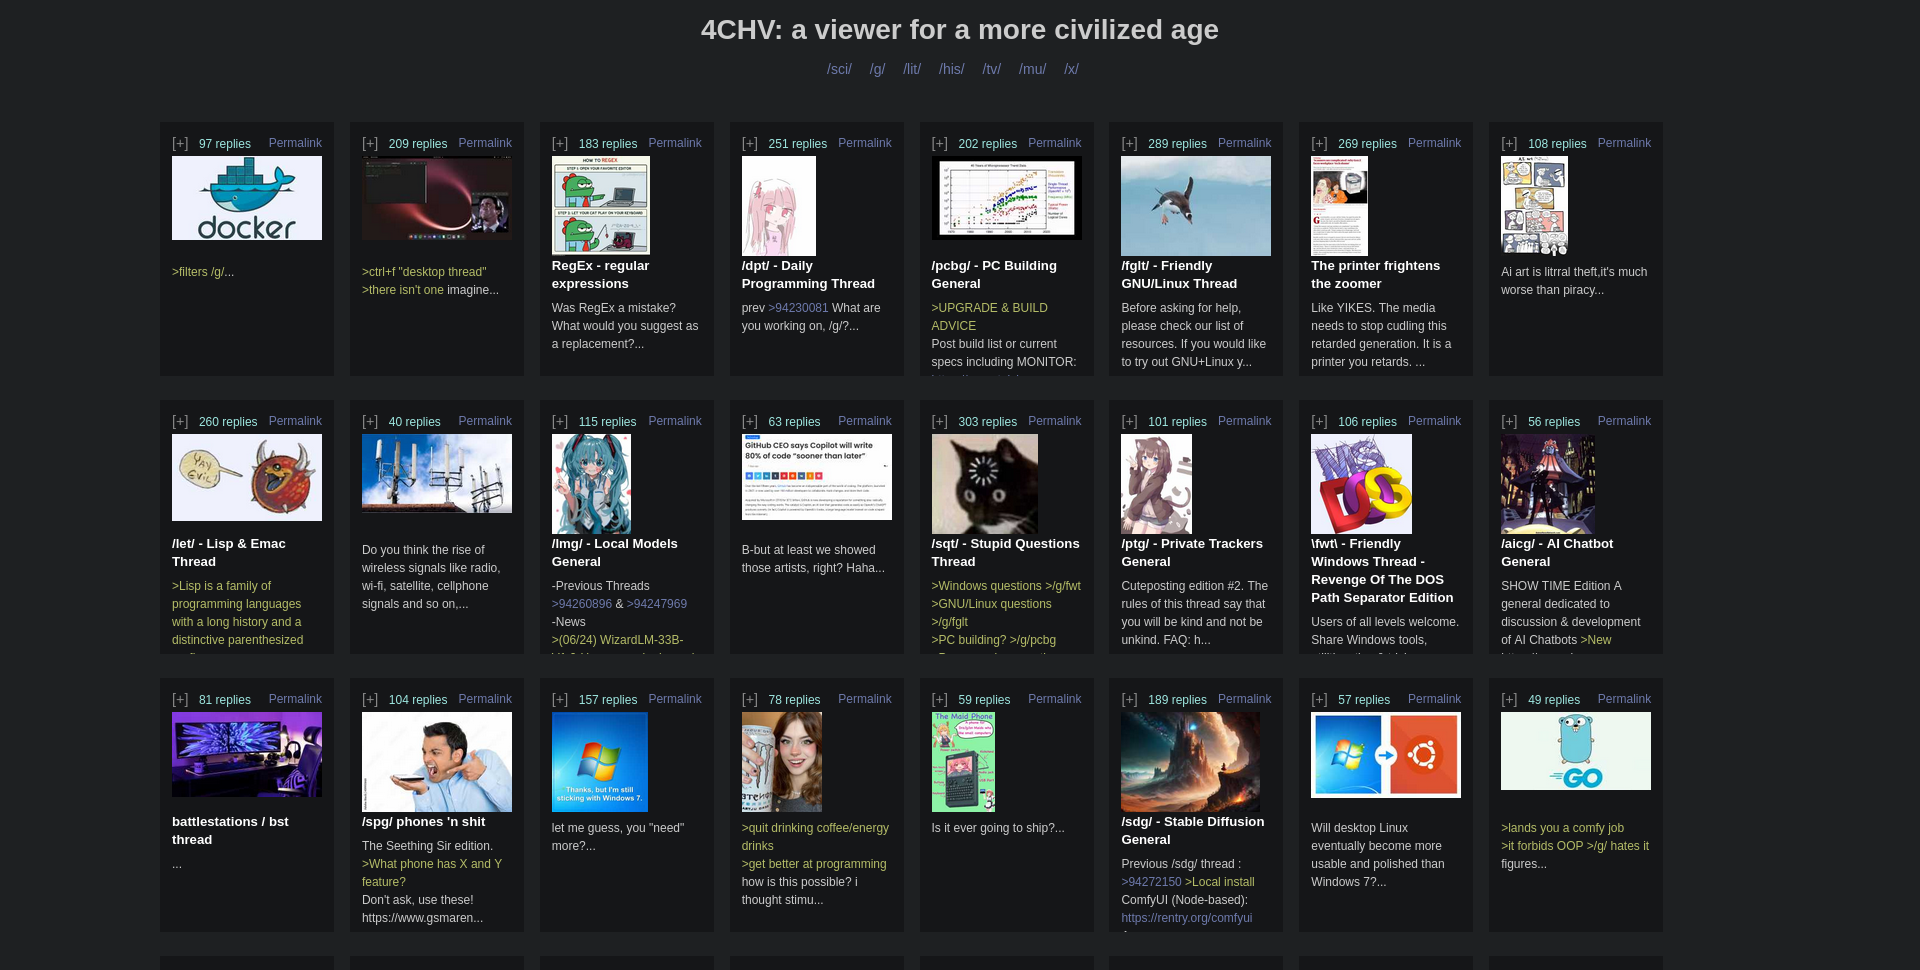 4CHV: a viewer for a more civilized age
/sci/ /g/ /lit/ /his/ /tv/ /mu/ /x/
[+] 97 replies Permalink
docker
>filters /g/...
[+] 209 replies Permalink
>ctrl+f "desktop thread"
>there isn't one imagine...
[+] 183 replies Permalink
HOW TO REGEX
STEP 1: OPEN YOUR FAVORITE EDITOR
STEP 2: LET YOUR CAT PLAY ON YOUR KEYBOARD
RegEx - regular
expressions
Was RegEx a mistake?
What would you suggest as
a replacement?...
[+] 251 replies Permalink
/dpt/ - Daily
Programming Thread
prev >94230081 What are
you working on, /g/?...
[+] 202 replies Permalink
/pcbg/ - PC Building
General
>UPGRADE & BUILD
ADVICE
Post build list or current
specs including MONITOR:
[+] 289 replies Permalink
/fglt/ - Friendly
GNU/Linux Thread
Before asking for help,
please check our list of
resources. If you would like
to try out GNU+Linux y...
[+] 269 replies Permalink
The printer frightens
the zoomer
Like YIKES. The media
needs to stop cudling this
retarded generation. It is a
printer you retards. ...
[+] 108 replies Permalink
Ai art is litrral theft,it's much
worse than piracy...
[+] 260 replies Permalink
YAY
EVIL!
/let/ - Lisp & Emac
Thread
>Lisp is a family of
programming languages
with a long history and a
distinctive parenthesized
[+] 40 replies Permalink
Do you think the rise of
wireless signals like radio,
wi-fi, satellite, cellphone
signals and so on,...
[+] 115 replies Permalink
/lmg/ - Local Models
General
-Previous Threads
>94260896 & >94247969
-News
>(06/24) WizardLM-33B-
[+] 63 replies Permalink
GitHub CEO says Copilot will write
80% of code "sooner than later"
B-but at least we showed
those artists, right? Haha...
[+] 303 replies Permalink
/sqt/ - Stupid Questions
Thread
>Windows questions >/g/fwt
>GNU/Linux questions
>/g/fglt
>PC building? >/g/pcbg
[+] 101 replies Permalink
/ptg/ - Private Trackers
General
Cuteposting edition #2. The
rules of this thread say that
you will be kind and not be
unkind. FAQ: h...
[+] 106 replies Permalink
MS
DOS
\fwt\ - Friendly
Windows Thread -
Revenge Of The DOS
Path Separator Edition
Users of all levels welcome.
Share Windows tools,
[+] 56 replies Permalink
/aicg/ - AI Chatbot
General
SHOW TIME Edition A
general dedicated to
discussion & development
of AI Chatbots >New
[+] 81 replies Permalink
battlestations / bst
thread
...
[+] 104 replies Permalink
/spg/ phones 'n shit
The Seething Sir edition.
>What phone has X and Y
feature?
Don't ask, use these!
https://www.gsmaren...
[+] 157 replies Permalink
Thanks, but I'm still
sticking with Windows 7.
let me guess, you "need"
more?...
[+] 78 replies Permalink
>quit drinking coffee/energy
drinks
>get better at programming
how is this possible? i
thought stimu...
[+] 59 replies Permalink
The Maid Phone
Is it ever going to ship?...
[+] 189 replies Permalink
/sdg/ - Stable Diffusion
General
Previous /sdg/ thread :
>94272150 >Local install
ComfyUI (Node-based):
https://rentry.org/comfyui
[+] 57 replies Permalink
Will desktop Linux
eventually become more
usable and polished than
Windows 7?...
[+] 49 replies Permalink
GO
>lands you a comfy job
>it forbids OOP >/g/ hates it
figures...